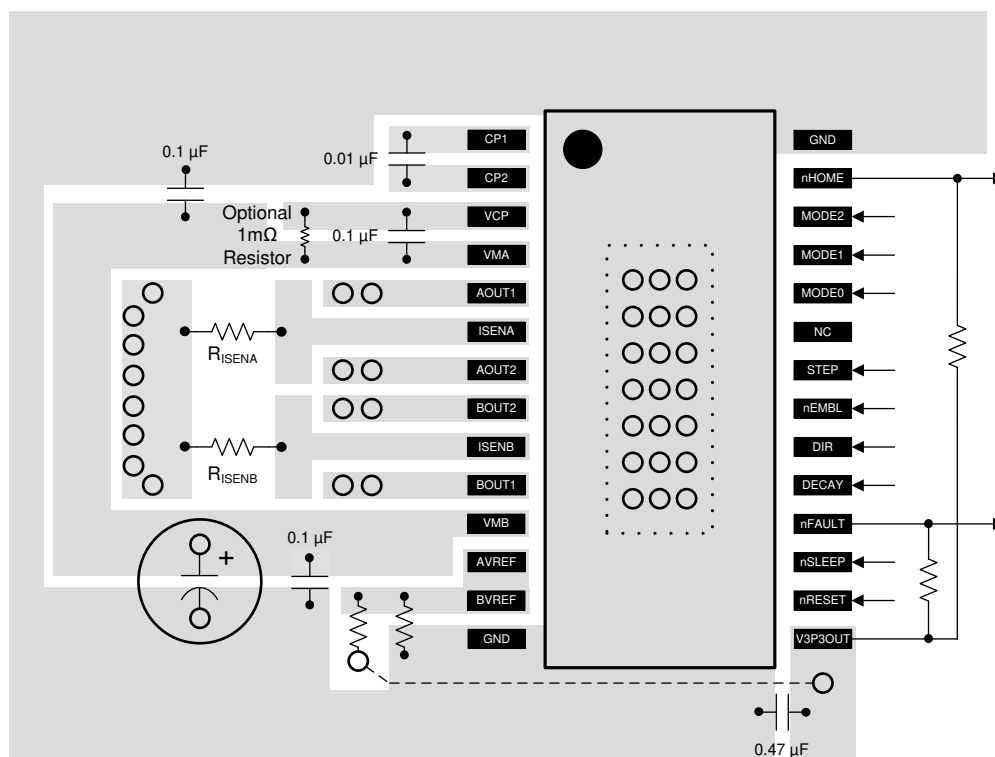 CP1
CP2
VCP
VMA
AOUT1
ISENA
AOUT2
BOUT2
ISENB
BOUT1
VMB
AVREF
BVREF
GND
GND
nHOME
MODE2
MODE1
MODE0
NC
STEP
nEMBL
DIR
DECAY
nFAULT
nSLEEP
nRESET
V3P3OUT
0.1 µF
0.01 µF
Optional
1mΩ
Resistor
0.1 µF
RISENA
RISENB
+
0.1 µF
0.47 µF